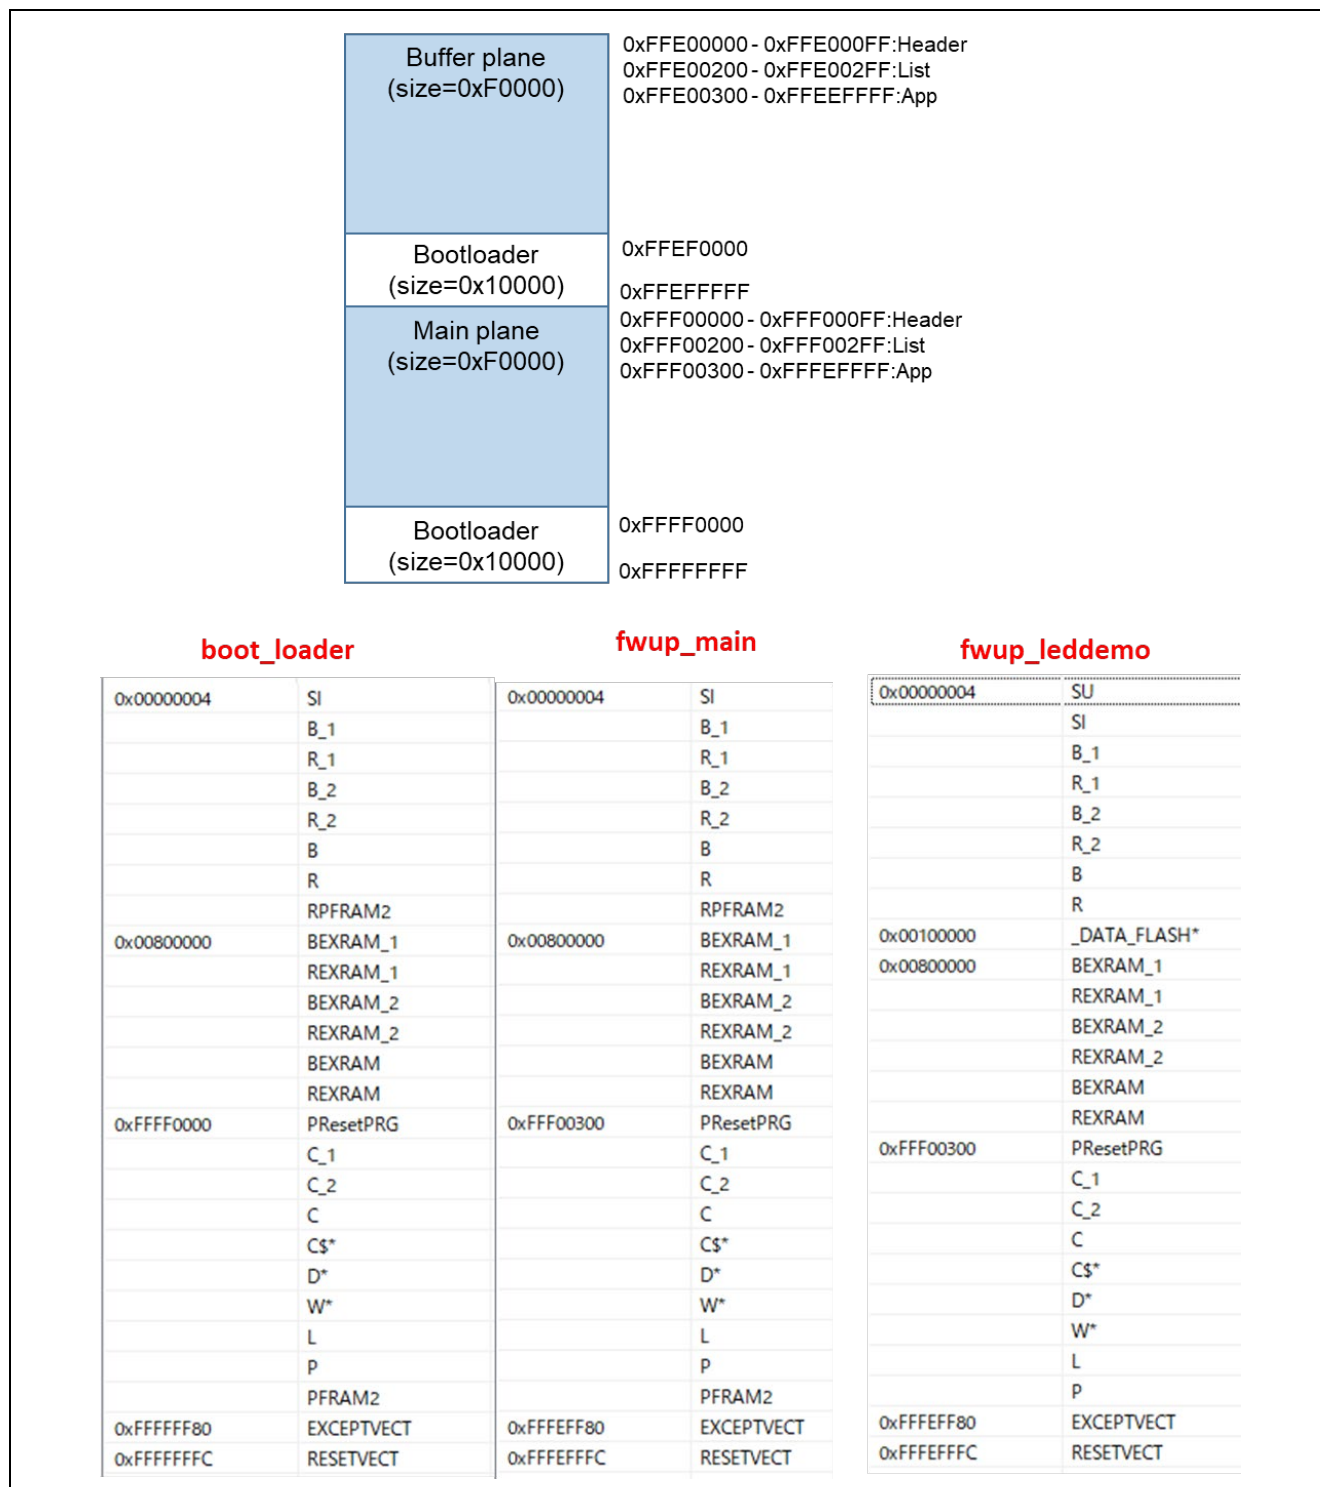 Buffer plane
(size=0xF0000)
0xFFE00000 - 0xFFE000FF:Header
0xFFE00200 - 0xFFE002FF:List
0xFFE00300 - 0xFFEEFFFF:App
Bootloader
(size=0x10000)
0xFFEF0000
0xFFEFFFFF
Main plane
(size=0xF0000)
0xFFF00000 - 0xFFF000FF:Header
0xFFF00200 - 0xFFF002FF:List
0xFFF00300 - 0xFFFEFFFF:App
Bootloader
(size=0x10000)
0xFFFF0000
0xFFFFFFFF
boot_loader
0x00000004 SI
B_1
R_1
B_2
R_2
B
R
RPFRAM2
0x00800000 BEXRAM_1
REXRAM_1
BEXRAM_2
REXRAM_2
BEXRAM
REXRAM
0xFFFF0000 PResetPRG
C_1
C_2
C
C$*
D*
W*
L
P
PFRAM2
0xFFFFFF80 EXCEPTVECT
0xFFFFFFFC RESETVECT
fwup_main
0x00000004 SI
B_1
R_1
B_2
R_2
B
R
RPFRAM2
0x00800000 BEXRAM_1
REXRAM_1
BEXRAM_2
REXRAM_2
BEXRAM
REXRAM
0xFFF00300 PResetPRG
C_1
C_2
C
C$*
D*
W*
L
P
PFRAM2
0xFFFEFF80 EXCEPTVECT
0xFFFEFFFC RESETVECT
fwup_leddemo
0x00000004 SU
SI
B_1
R_1
B_2
R_2
B
R
0x00100000 _DATA_FLASH*
0x00800000 BEXRAM_1
REXRAM_1
BEXRAM_2
REXRAM_2
BEXRAM
REXRAM
0xFFF00300 PResetPRG
C_1
C_2
C
C$*
D*
W*
L
P
0xFFFEFF80 EXCEPTVECT
0xFFFEFFFC RESETVECT